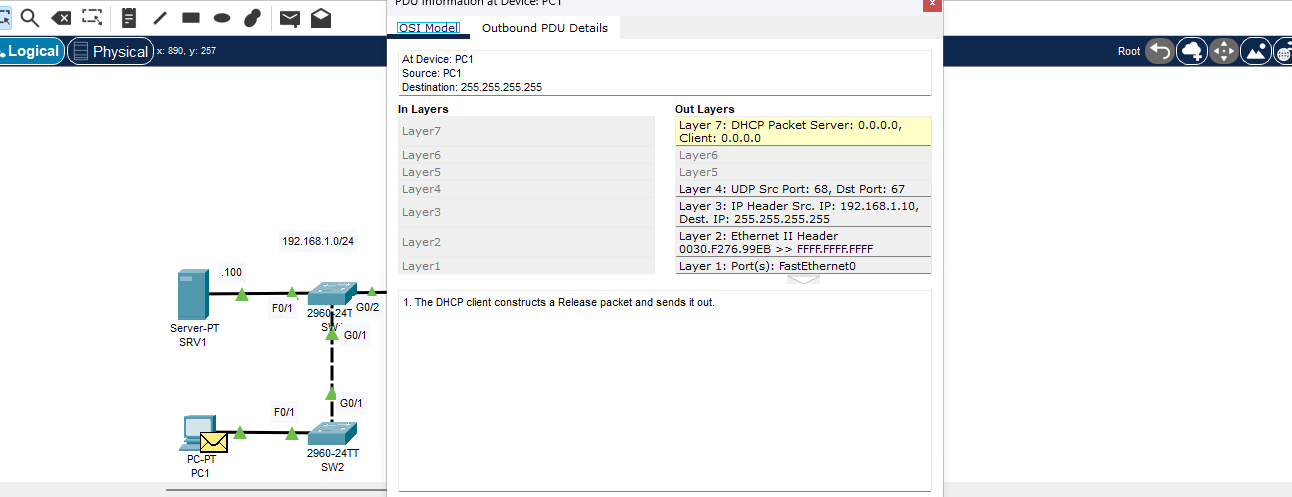 PDU Information at Device: PC1
OSI Model
Outbound PDU Details
Logical
Physical
x: 890, y: 257
Root
At Device: PC1
Source: PC1
Destination: 255.255.255.255
In Layers
Layer7
Layer6
Layer5
Layer4
Layer3
Layer2
Layer1
Out Layers
Layer 7: DHCP Packet Server: 0.0.0.0,
Client: 0.0.0.0
Layer6
Layer5
Layer 4: UDP Src Port: 68, Dst Port: 67
Layer 3: IP Header Src. IP: 192.168.1.10,
Dest. IP: 255.255.255.255
Layer 2: Ethernet II Header
0030.F276.99EB >> FFFF.FFFF.FFFF
Layer 1: Port(s): FastEthernet0
1. The DHCP client constructs a Release packet and sends it out.
192.168.1.0/24
.100
F0/1
2960-24T
G0/2
SW
G0/1
Server-PT
SRV1
G0/1
F0/1
2960-24TT
SW2
PC-PT
PC1